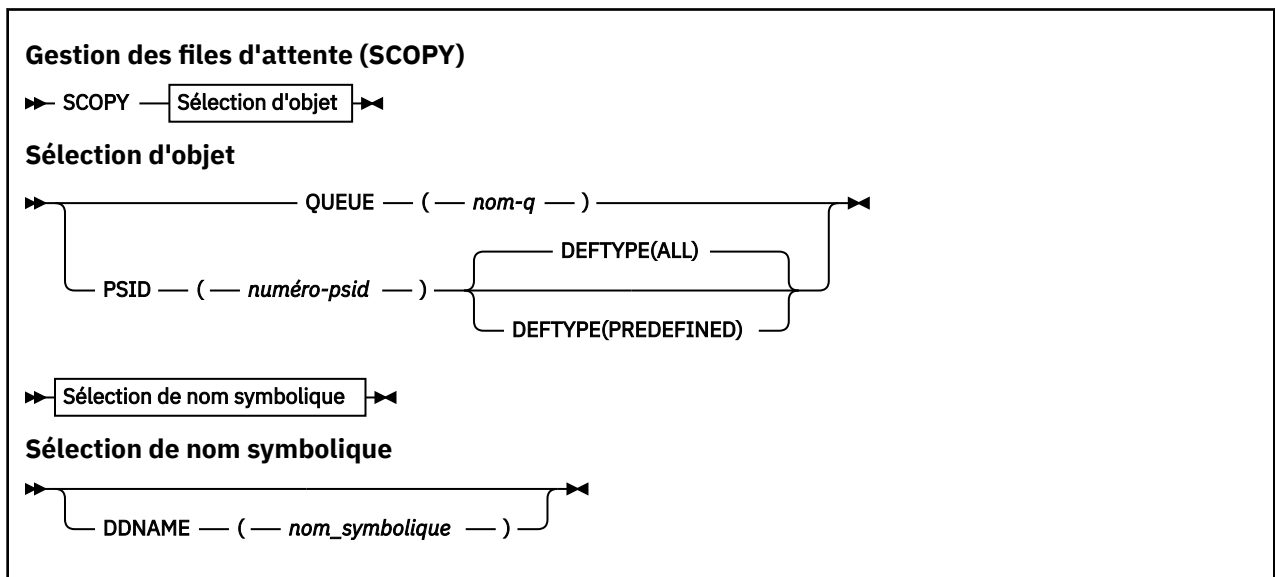 Gestion des files d'attente (SCOPY)
SCOPY Sélection d'objet
Sélection d'objet
QUEUE ( nom-q )
DEFTYPE(ALL)
PSID ( numéro-psid )
DEFTYPE(PREDEFINED)
Sélection de nom symbolique
Sélection de nom symbolique
DDNAME ( nom_symbolique )